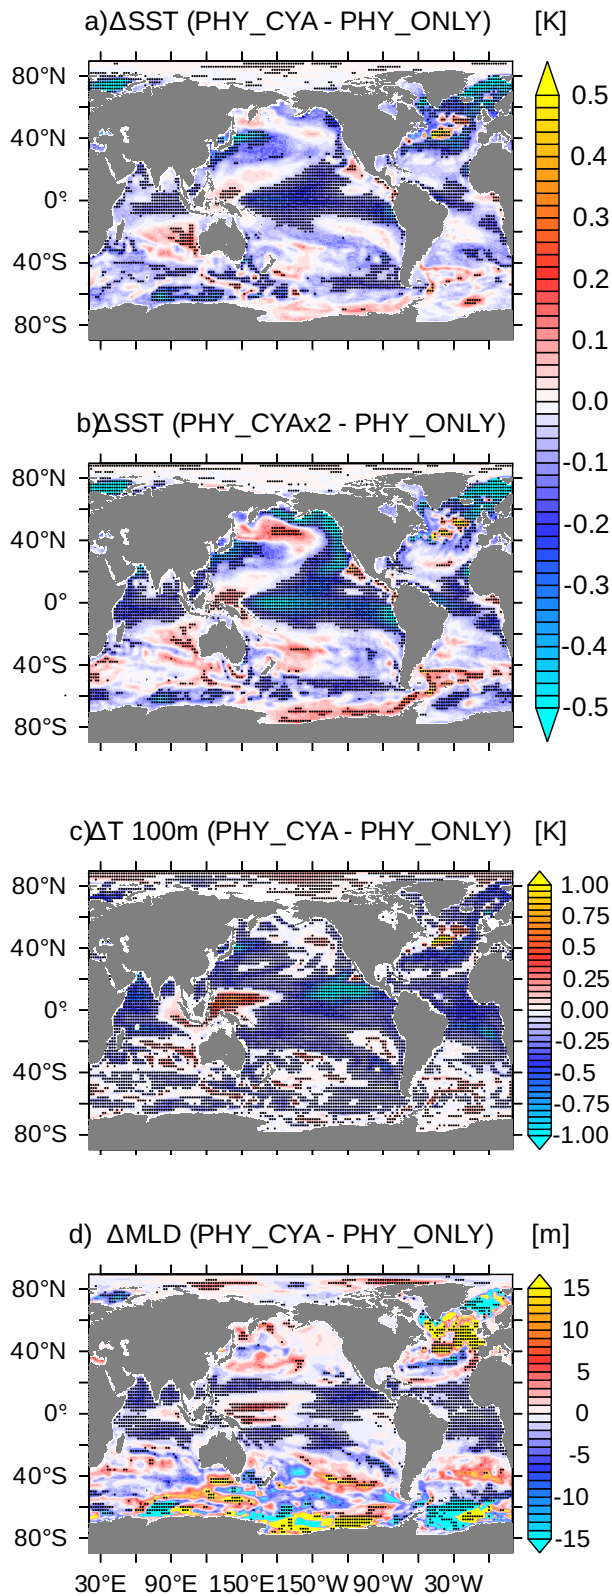 a)ΔSST (PHY_CYA - PHY_ONLY) [K]
80°N
40°N
0°
40°S
80°S
0.5
0.4
0.3
0.2
0.1
0.0
-0.1
-0.2
-0.3
-0.4
-0.5
b)ΔSST (PHY_CYAx2 - PHY_ONLY)
80°N
40°N
0°
40°S
80°S
c)ΔT 100m (PHY_CYA - PHY_ONLY) [K]
80°N
40°N
0°
40°S
80°S
1.00
0.75
0.5
0.25
0.00
-0.25
-0.5
-0.75
-1.00
d) ΔMLD (PHY_CYA - PHY_ONLY) [m]
80°N
40°N
0°
40°S
80°S
15
10
5
0
-5
-10
-15
30°E 90°E 150°E 150°W 90°W 30°W